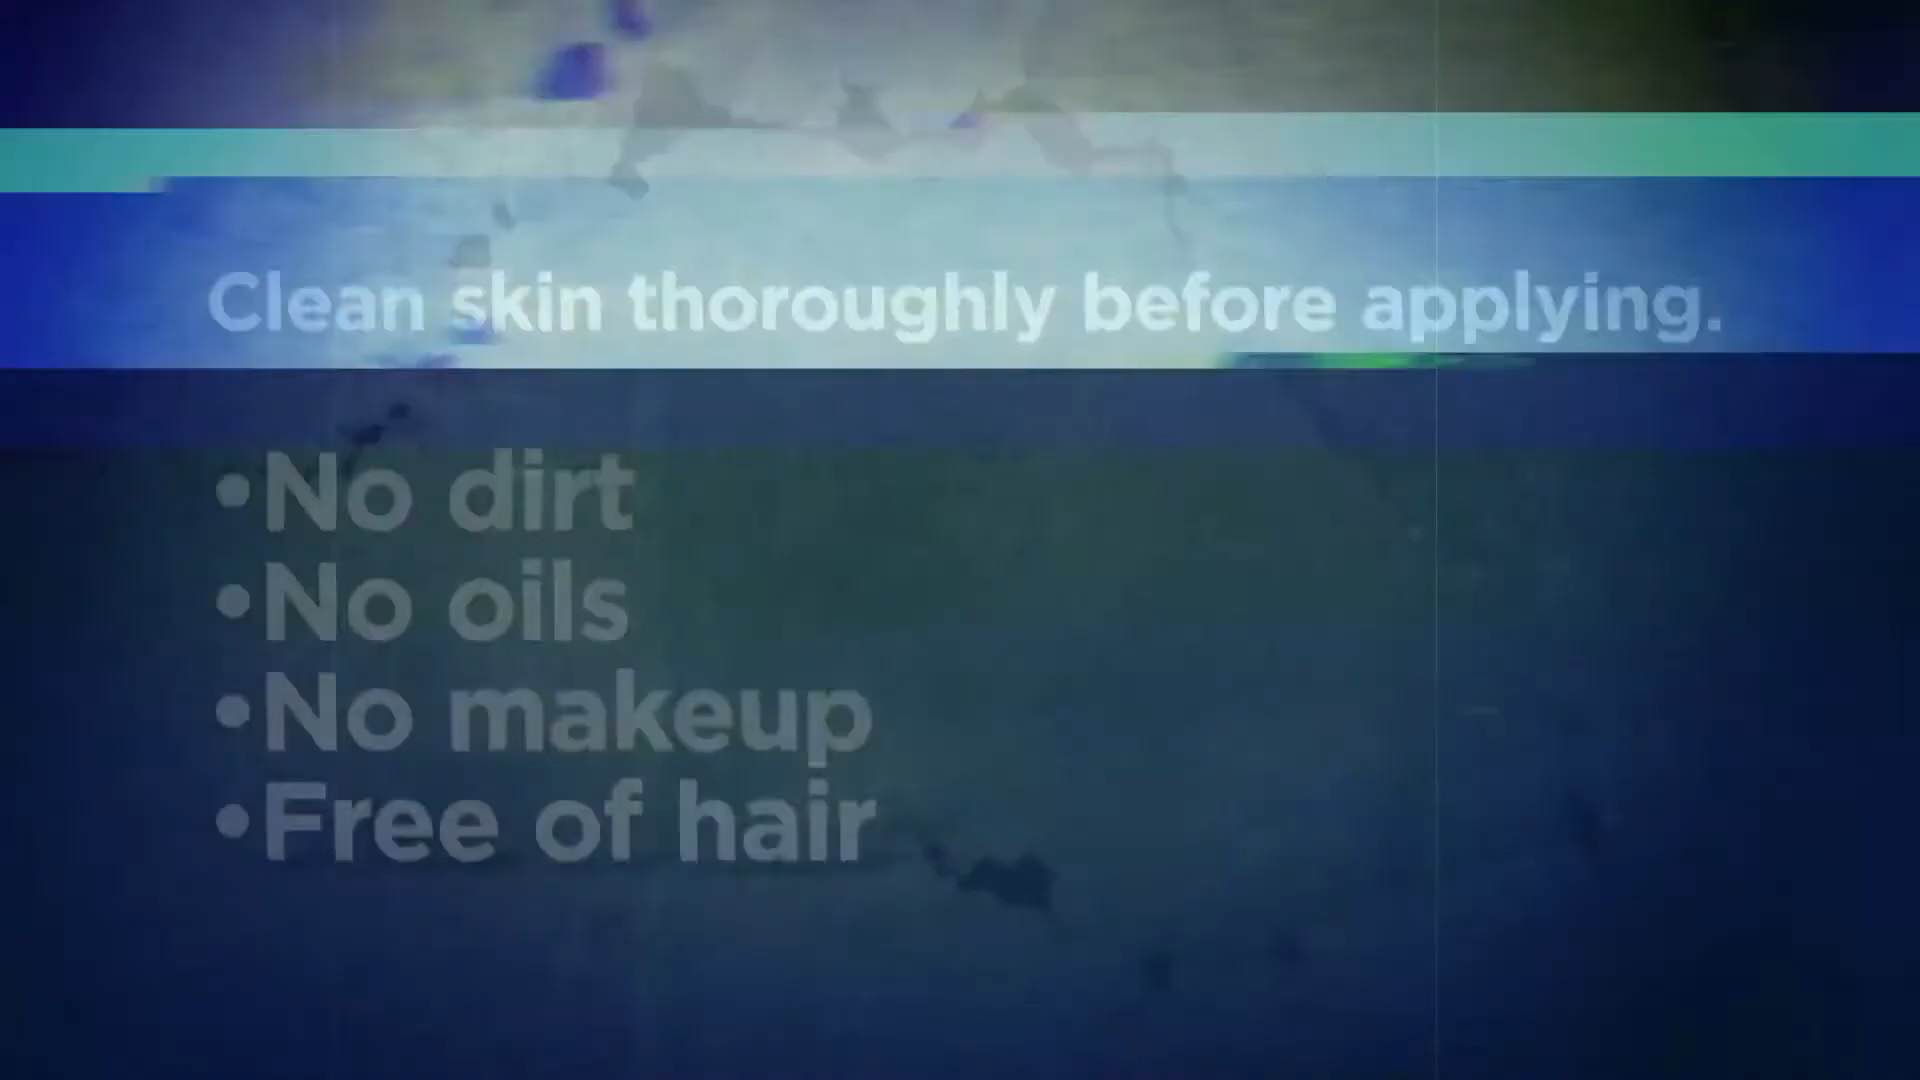 Clean skin thoroughly before applying.
•No dirt
•No oils
•No makeup
•Free of hair